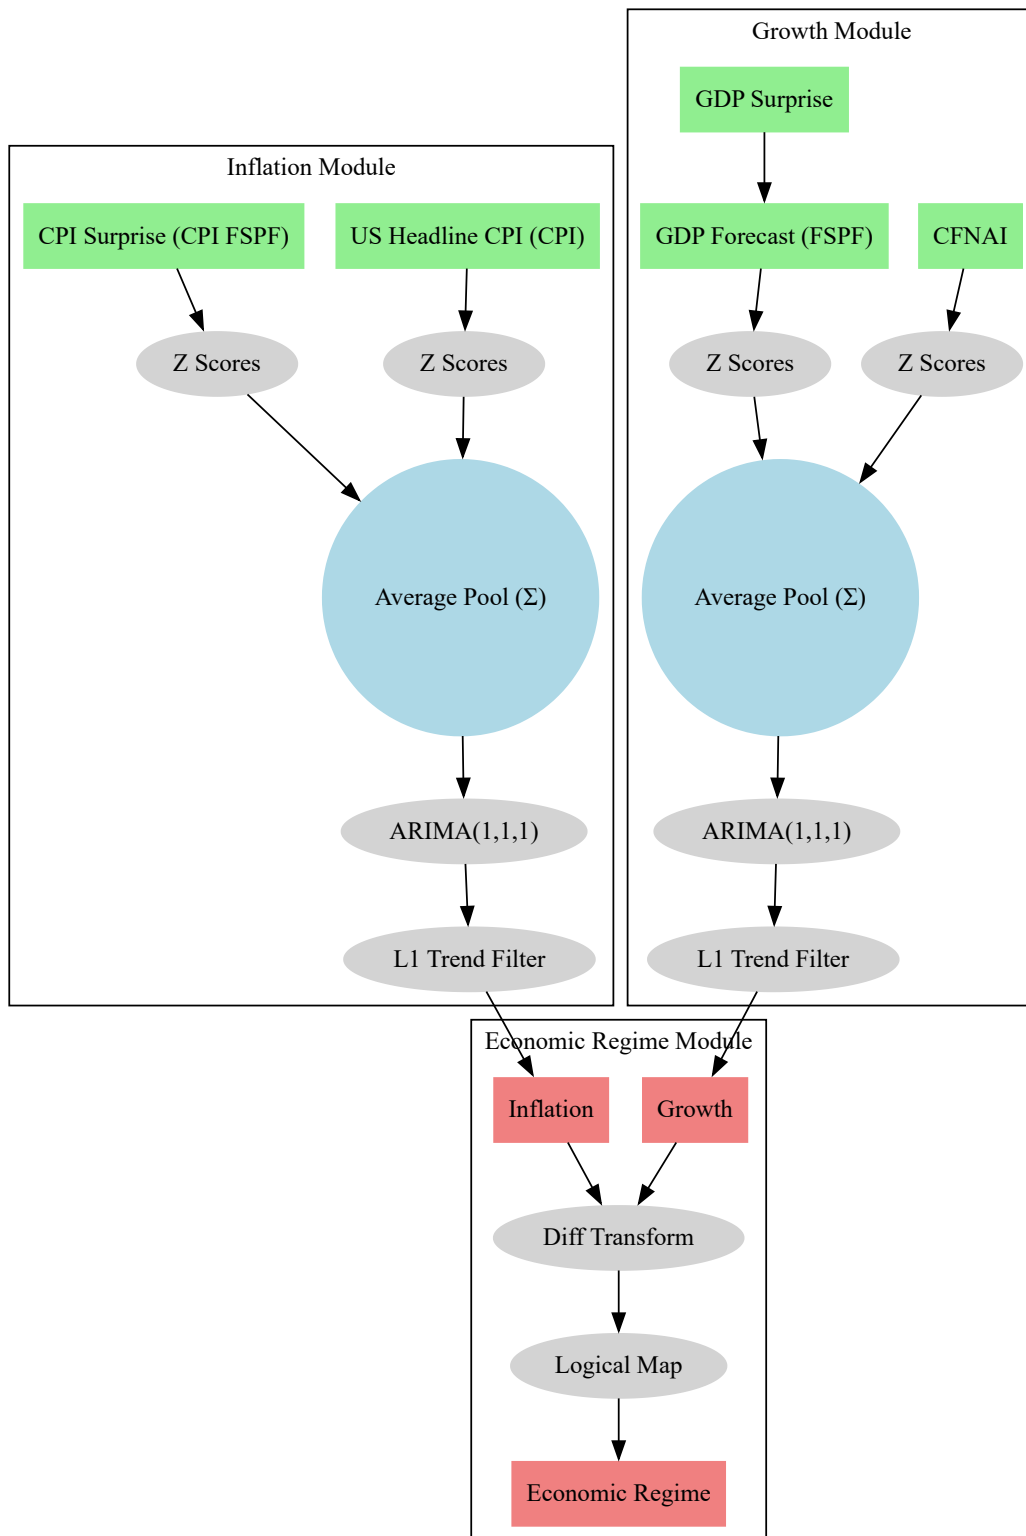 Growth Module
GDP Surprise
Inflation Module
CPI Surprise (CPI FSPF)
US Headline CPI (CPI)
GDP Forecast (FSPF)
CFNAI
Z Scores
Z Scores
Z Scores
Z Scores
Average Pool (Σ)
Average Pool (Σ)
ARIMA(1,1,1)
ARIMA(1,1,1)
L1 Trend Filter
L1 Trend Filter
Economic Regime Module
Inflation
Growth
Diff Transform
Logical Map
Economic Regime